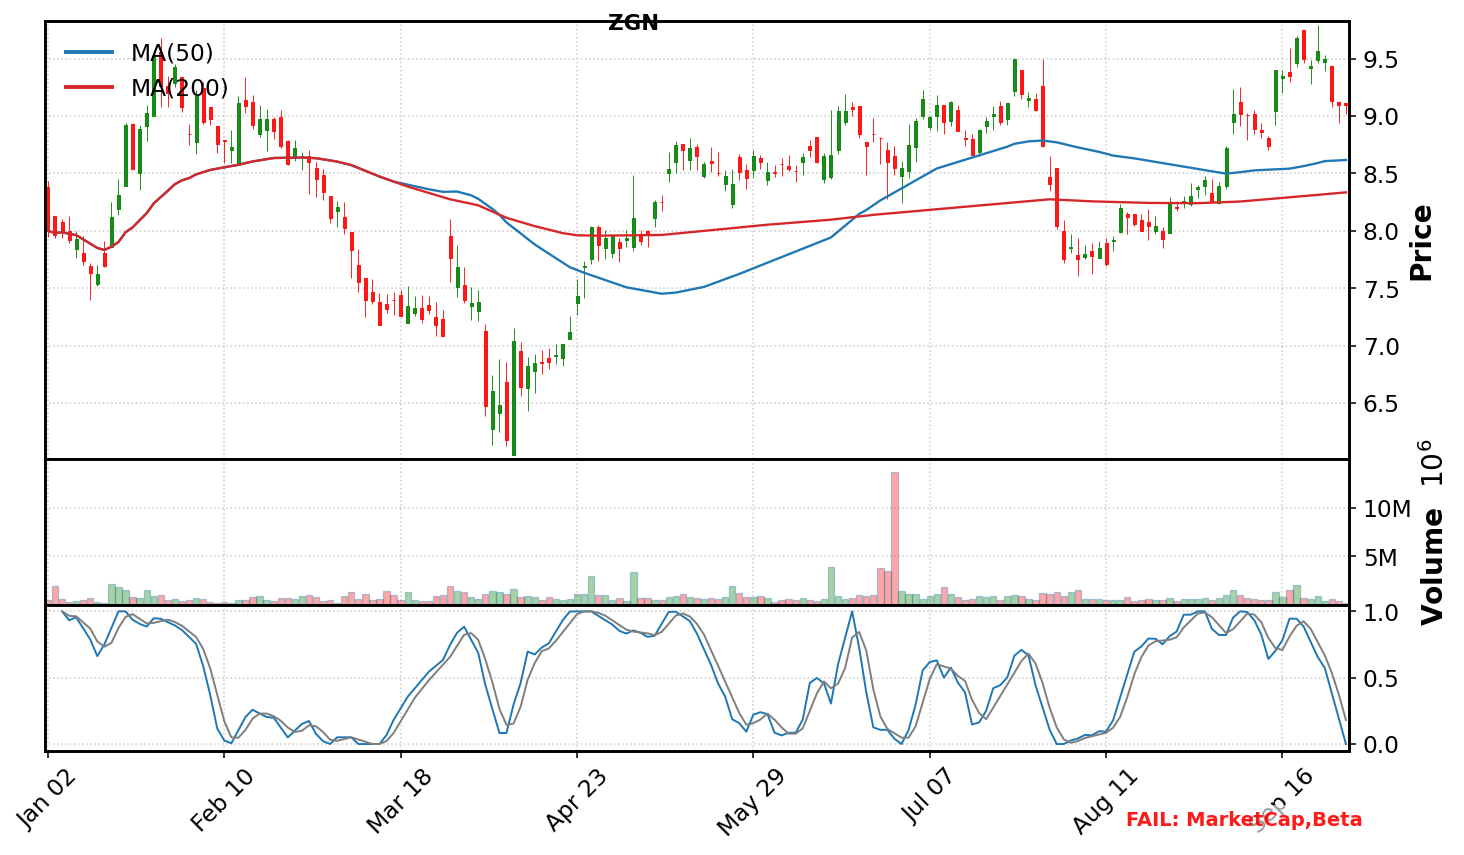 ZGN
MA(50)
MA(200)
9.5
9.0
8.5
8.0
7.5
7.0
6.5
Price
10M
5M
Volume 10^6
1.0
0.5
0.0
Jan 02
Feb 10
Mar 18
Apr 23
May 29
Jul 07
Aug 11
Sep 16
FAIL: MarketCap,Beta